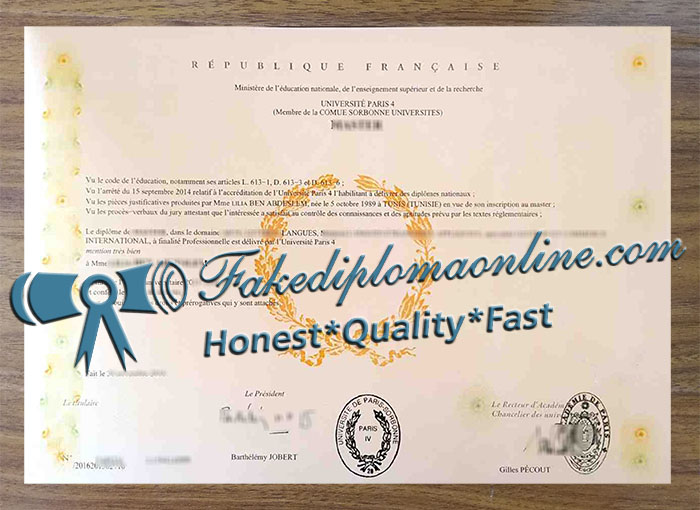 RÉPUBLIQUE FRANÇAISE
Ministère de l'éducation nationale, de l'enseignement supérieur et de la recherche
UNIVERSITÉ PARIS 4
(Membre de la COMUE SORBONNE UNIVERSITES)
MASTER
Vu le code de l'éducation, notamment ses articles L. 613-1, D. 613-3 et D. 613-6 ;
Vu l'arrêté du 15 septembre 2014 relatif à l'accréditation de l'Université Paris 4 l'habilitant à délivrer des diplômes nationaux ;
Vu les pièces justificatives produites par Mme LILIA BEN ABDESLEM, née le 5 octobre 1989 à TUNIS (TUNISIE) en vue de son inscription au master ;
Vu les procès-verbaux du jury attestant que l'intéressée a satisfait au contrôle des connaissances et des aptitudes prévu par les textes réglementaires ;
Le diplôme de dans le domaine LANGUES,
INTERNATIONAL, à finalité Professionnelle est délivré par l'Université Paris 4
mention très bien
à Mme
Fakediplomaonline.com
et prérogatives qui y sont attachés
Honest*Quality*Fast
Fait le
Le titulaire
Le Président
Le Recteur d'Académ
Chancelier des univer
UNIVERSITE DE PARIS-SORBONNE
PARIS
IV
Barthélémy JOBERT
Gilles PÉCOUT
N°